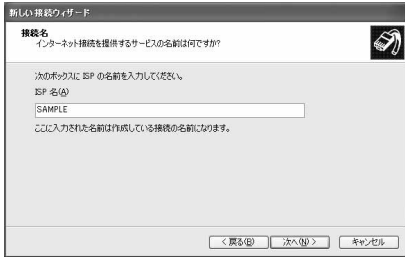 新しい接続ウィザード
接続名
インターネット接続を提供するサービスの名前は何ですか?
次のボックスに ISP の名前を入力してください。
ISP 名(A)
SAMPLE
ここに入力された名前は作成している接続の名前になります。
< 戻る(B) 次へ(N) > キャンセル